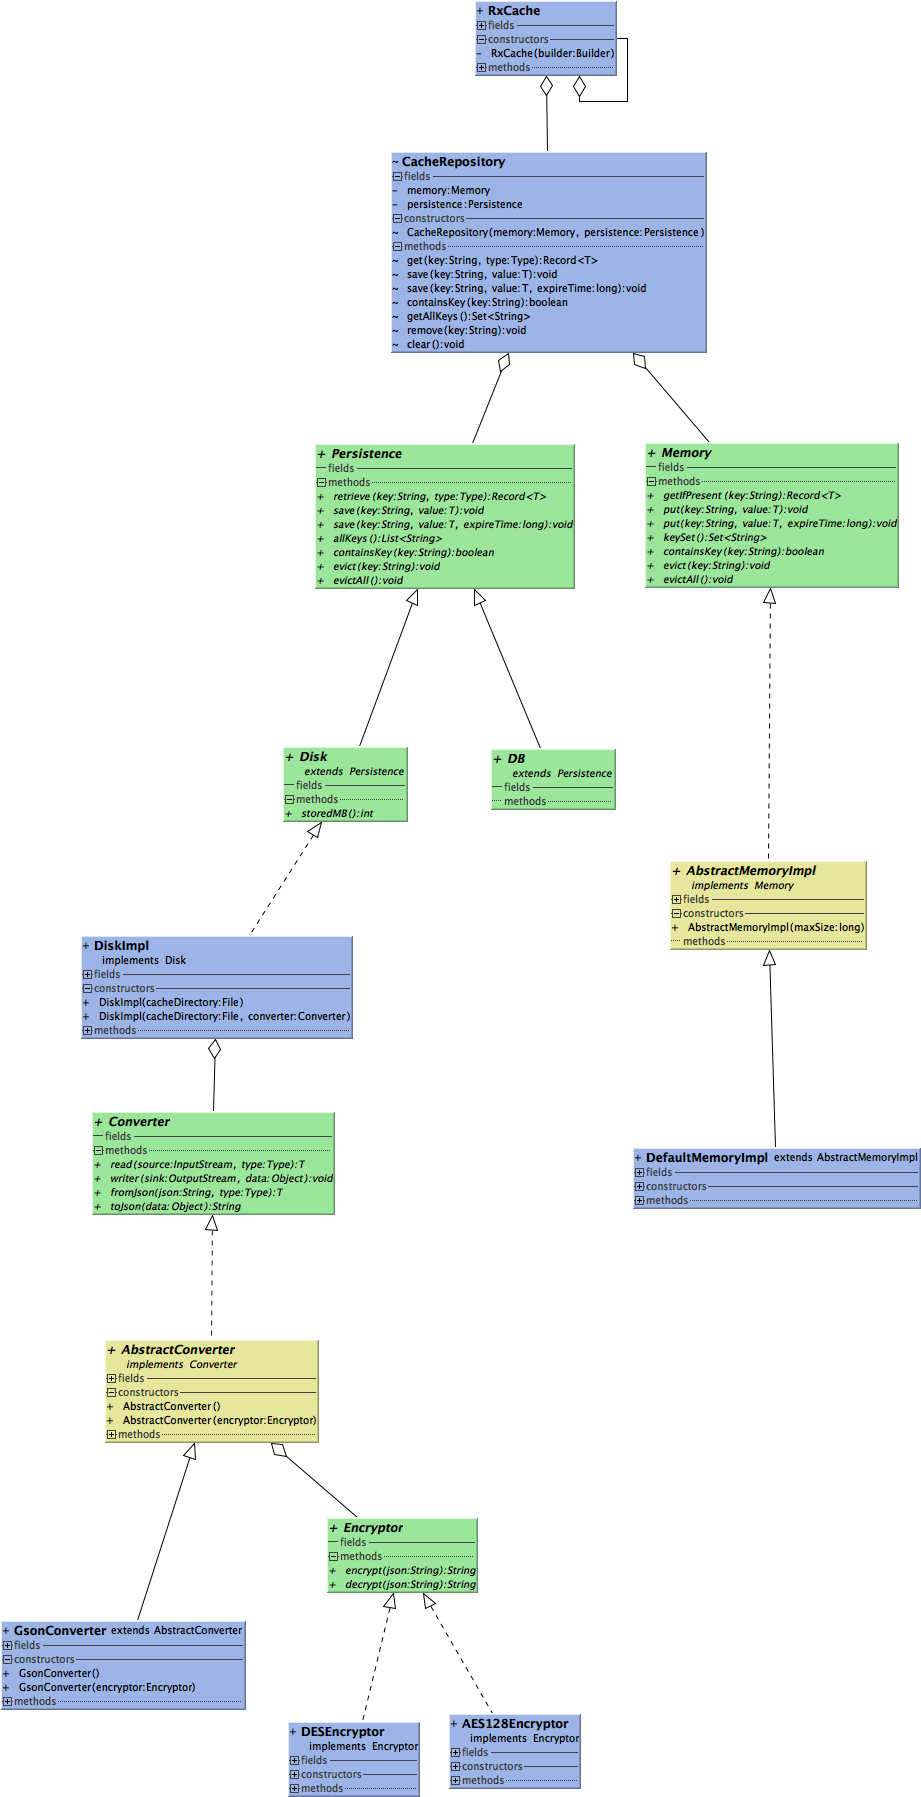 + RxCache
fields
constructors
- RxCache(builder:Builder)
methods
~ CacheRepository
fields
- memory:Memory
- persistence:Persistence
constructors
~ CacheRepository(memory:Memory, persistence:Persistence)
methods
~ get(key:String, type:Type):Record<T>
~ save(key:String, value:T):void
~ save(key:String, value:T, expireTime:long):void
~ containsKey(key:String):boolean
~ getAllKeys():Set<String>
~ remove(key:String):void
~ clear():void
+ Persistence
fields
methods
+ retrieve(key:String, type:Type):Record<T>
+ save(key:String, value:T):void
+ save(key:String, value:T, expireTime:long):void
+ allKeys():List<String>
+ containsKey(key:String):boolean
+ evict(key:String):void
+ evictAll():void
+ Memory
fields
methods
+ getIfPresent(key:String):Record<T>
+ put(key:String, value:T):void
+ put(key:String, value:T, expireTime:long):void
+ keySet():Set<String>
+ containsKey(key:String):boolean
+ evict(key:String):void
+ evictAll():void
+ Disk
extends Persistence
fields
methods
+ storedMB():int
+ DB
extends Persistence
fields
methods
+ AbstractMemoryImpl
implements Memory
fields
constructors
+ AbstractMemoryImpl(maxSize:long)
methods
+ DiskImpl
implements Disk
fields
constructors
+ DiskImpl(cacheDirectory:File)
+ DiskImpl(cacheDirectory:File, converter:Converter)
methods
+ Converter
fields
methods
+ read(source:InputStream, type:Type):T
+ writer(sink:OutputStream, data:Object):void
+ fromJson(json:String, type:Type):T
+ toJson(data:Object):String
+ DefaultMemoryImpl extends AbstractMemoryImpl
fields
constructors
methods
+ AbstractConverter
implements Converter
fields
constructors
+ AbstractConverter()
+ AbstractConverter(encryptor:Encryptor)
methods
+ Encryptor
fields
methods
+ encrypt(json:String):String
+ decrypt(json:String):String
+ GsonConverter extends AbstractConverter
fields
constructors
+ GsonConverter()
+ GsonConverter(encryptor:Encryptor)
methods
+ DESEncryptor
implements Encryptor
fields
constructors
methods
+ AES128Encryptor
implements Encryptor
fields
constructors
methods